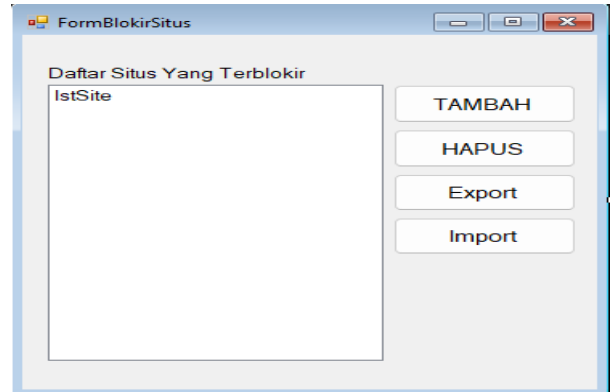 FormBlokirSitus
Daftar Situs Yang Terblokir
lstSite
TAMBAH
HAPUS
Export
Import